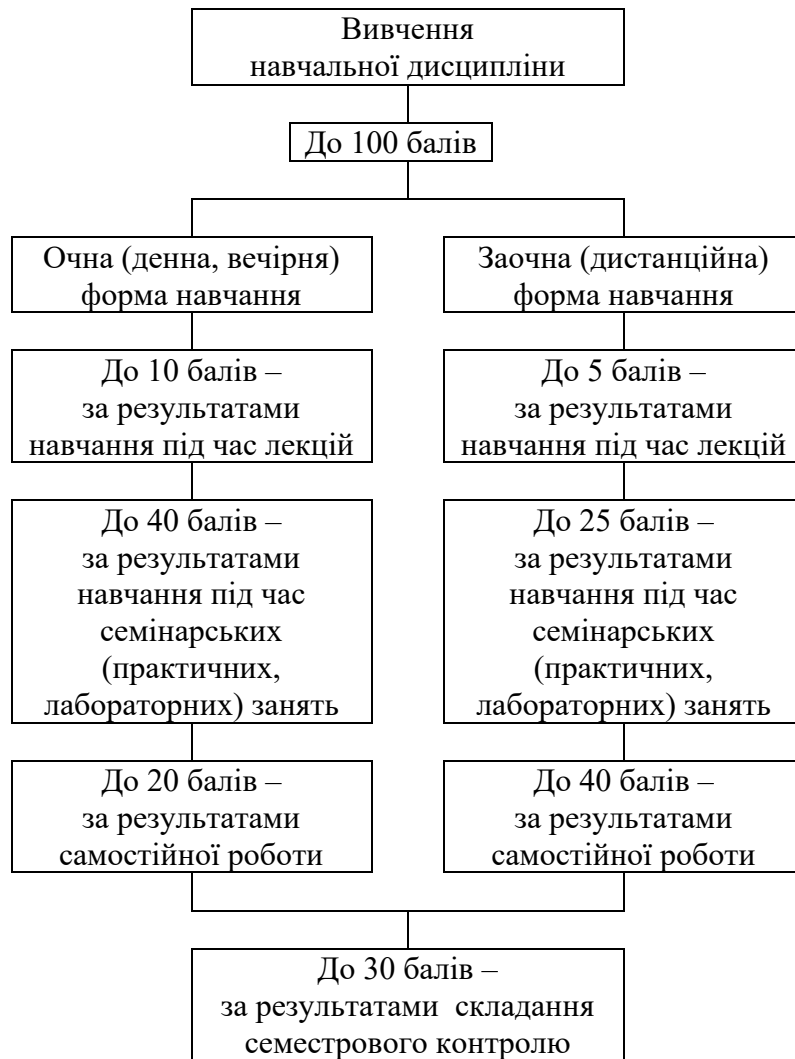 Вивчення
навчальної дисципліни
До 100 балів
Очна (денна, вечірня)
форма навчання
До 10 балів –
за результатами
навчання під час лекцій
До 40 балів –
за результатами
навчання під час
семінарських
(практичних,
лабораторних) занять
До 20 балів –
за результатами
самостійної роботи
Заочна (дистанційна)
форма навчання
До 5 балів –
за результатами
навчання під час лекцій
До 25 балів –
за результатами
навчання під час
семінарських
(практичних,
лабораторних) занять
До 40 балів –
за результатами
самостійної роботи
До 30 балів –
за результатами складання
семестрового контролю